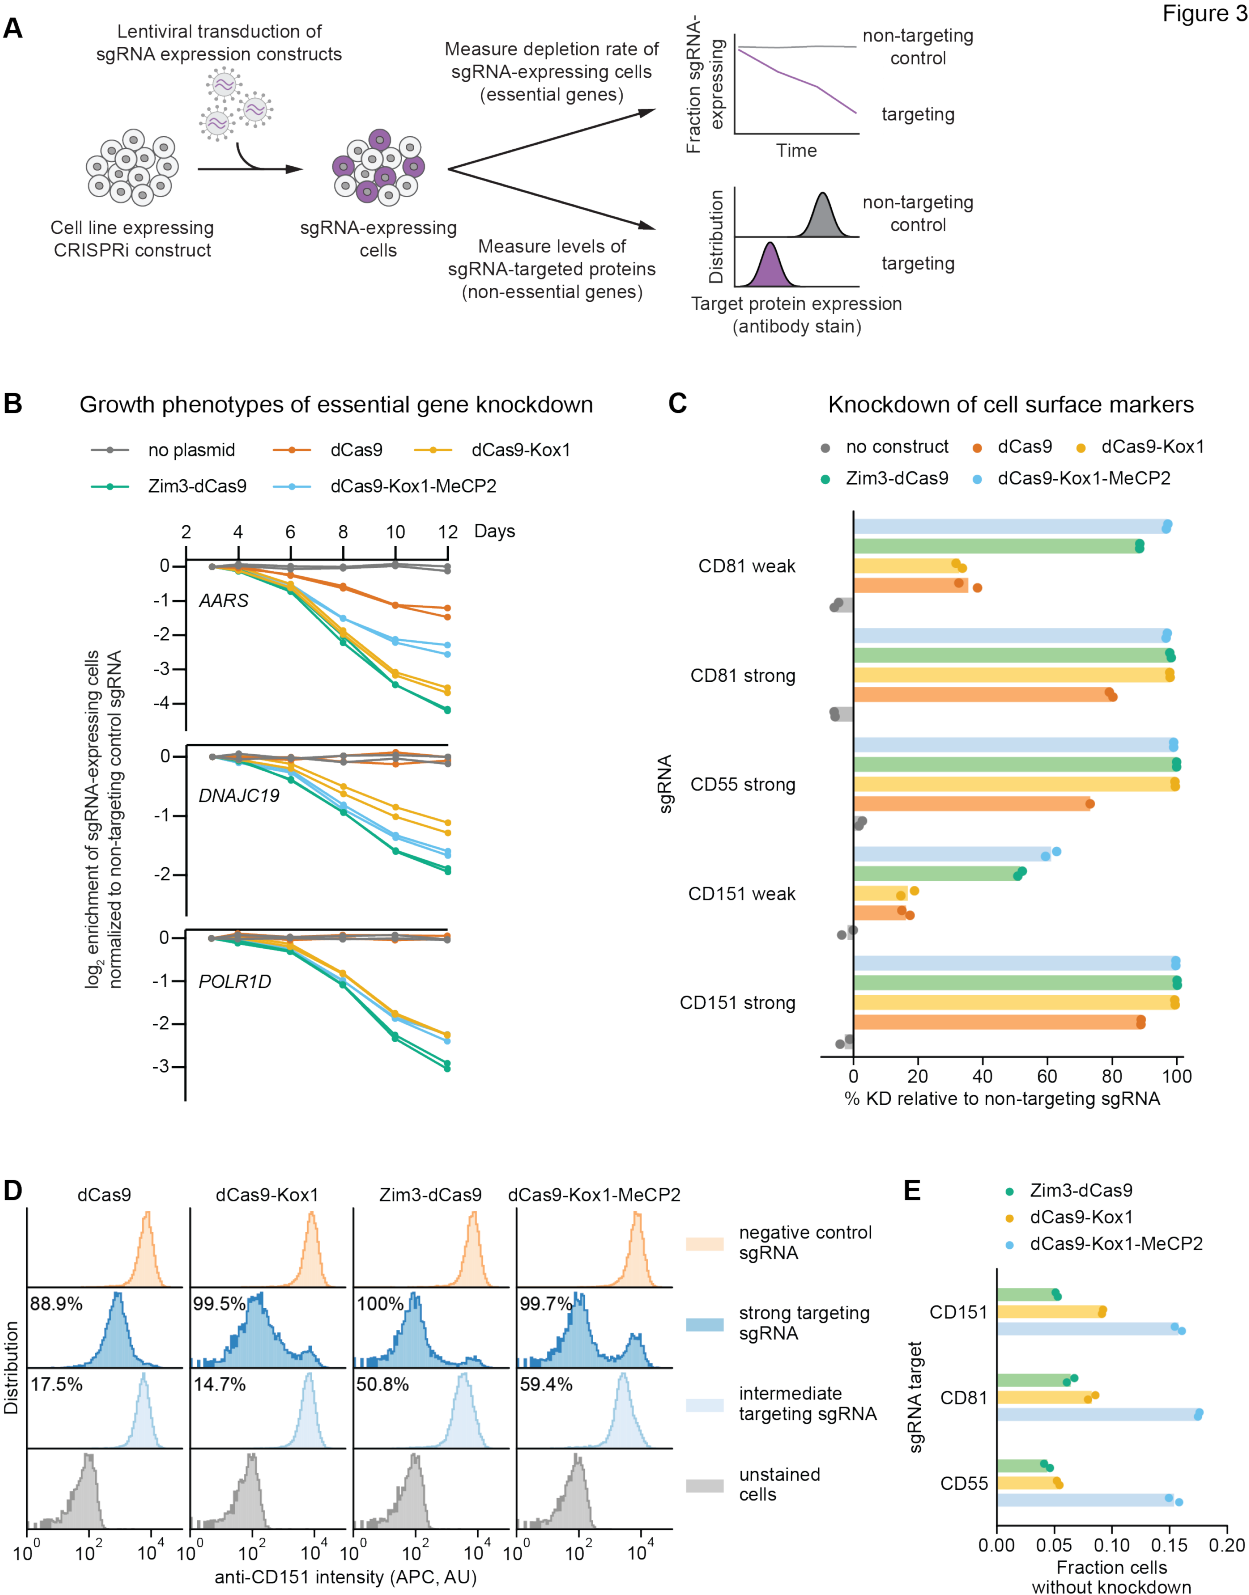 Figure 3
A
Lentiviral transduction of
sgRNA expression constructs
Cell line expressing
CRISPRi construct
sgRNA-expressing
cells
Measure depletion rate of
sgRNA-expressing cells
(essential genes)
Measure levels of
sgRNA-targeted proteins
(non-essential genes)
Fraction sgRNA-
expressing
Time
non-targeting
control
targeting
Distribution
non-targeting
control
targeting
Target protein expression
(antibody stain)
B
Growth phenotypes of essential gene knockdown
no plasmid
dCas9
dCas9-Kox1
Zim3-dCas9
dCas9-Kox1-MeCP2
2 4 6 8 10 12 Days
log2 enrichment of sgRNA-expressing cells
normalized to non-targeting control sgRNA
0
-1
-2
-3
-4
AARS
0
-1
-2
DNAJC19
0
-1
-2
-3
POLR1D
C
Knockdown of cell surface markers
no construct
dCas9
dCas9-Kox1
Zim3-dCas9
dCas9-Kox1-MeCP2
sgRNA
CD81 weak
CD81 strong
CD55 strong
CD151 weak
CD151 strong
0 20 40 60 80 100
% KD relative to non-targeting sgRNA
D
dCas9
dCas9-Kox1
Zim3-dCas9
dCas9-Kox1-MeCP2
Distribution
88.9% 99.5% 100% 99.7%
17.5% 14.7% 50.8% 59.4%
negative control
sgRNA
strong targeting
sgRNA
intermediate
targeting sgRNA
unstained
cells
10^0 10^2 10^4 10^0 10^2 10^4 10^0 10^2 10^4 10^0 10^2 10^4
anti-CD151 intensity (APC, AU)
E
Zim3-dCas9
dCas9-Kox1
dCas9-Kox1-MeCP2
sgRNA target
CD151
CD81
CD55
0.00 0.05 0.10 0.15 0.20
Fraction cells
without knockdown